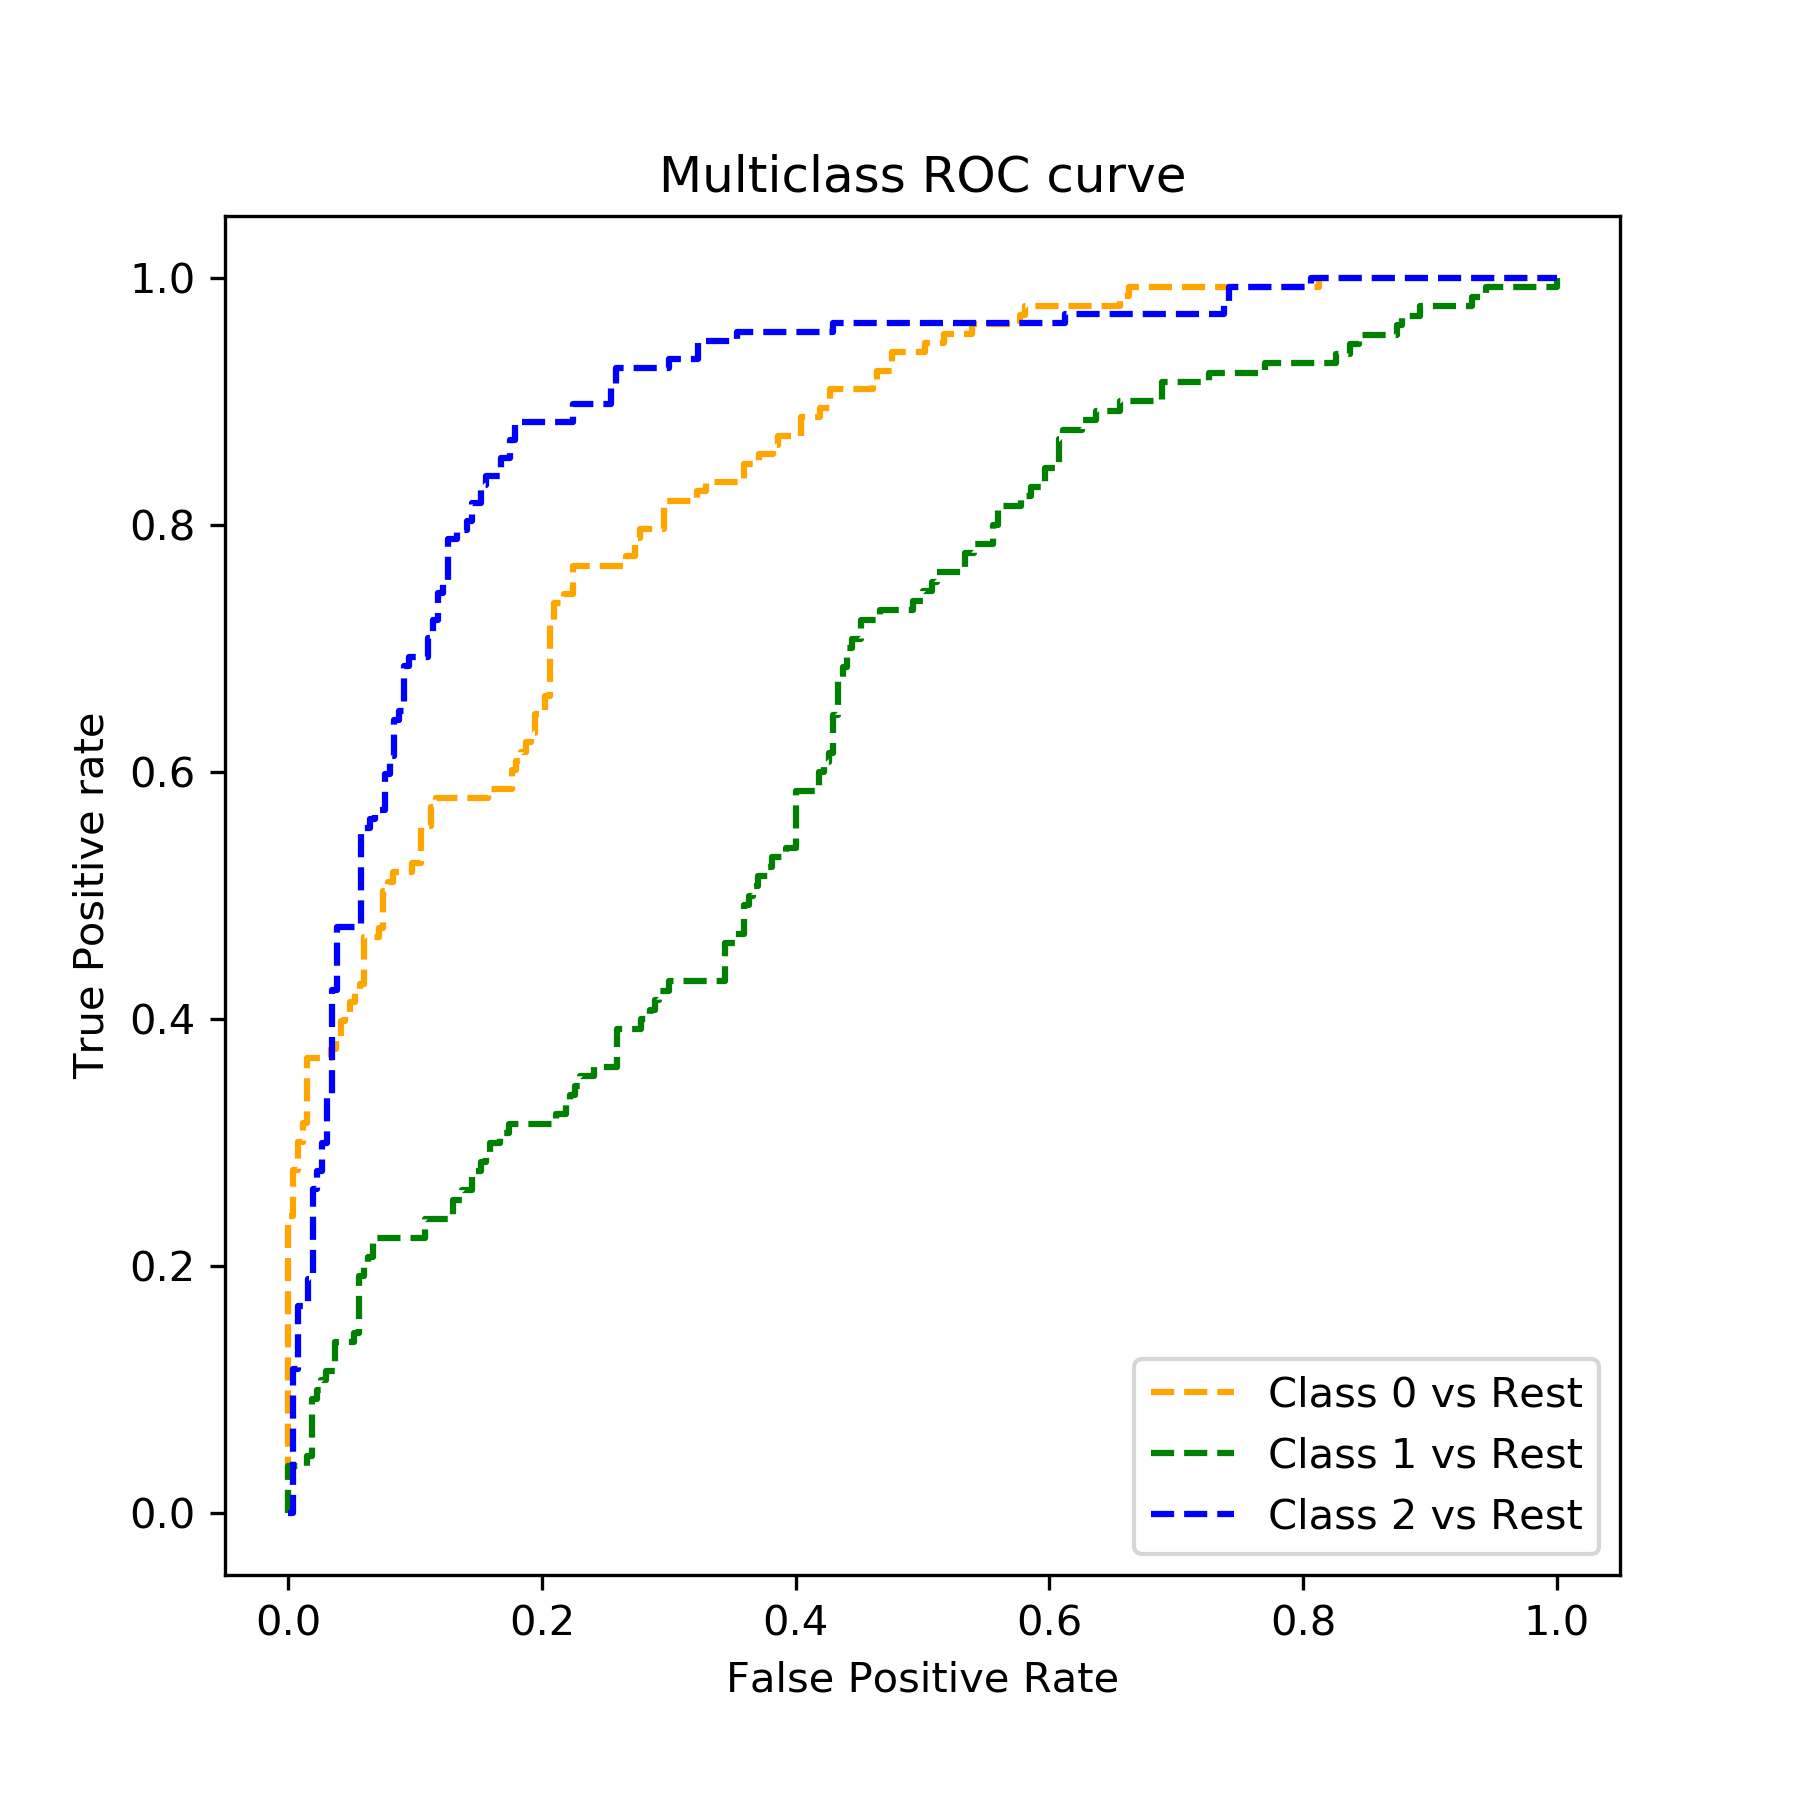 Multiclass ROC curve
1.0
0.8
0.6
0.4
0.2
0.0
True Positive rate
0.0 0.2 0.4 0.6 0.8 1.0
False Positive Rate
Class 0 vs Rest
Class 1 vs Rest
Class 2 vs Rest